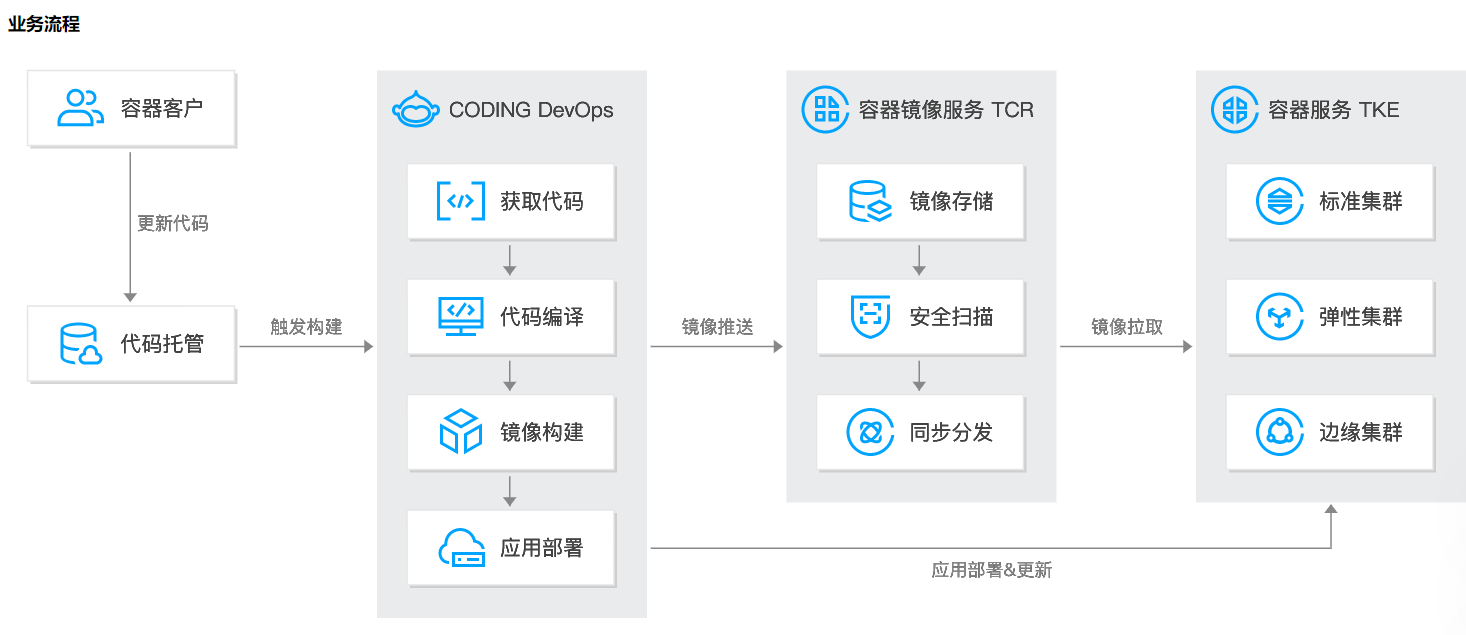 业务流程
容器客户
更新代码
代码托管
触发构建
CODING DevOps
获取代码
代码编译
镜像构建
应用部署
镜像推送
容器镜像服务 TCR
镜像存储
安全扫描
同步分发
镜像拉取
容器服务 TKE
标准集群
弹性集群
边缘集群
应用部署&更新